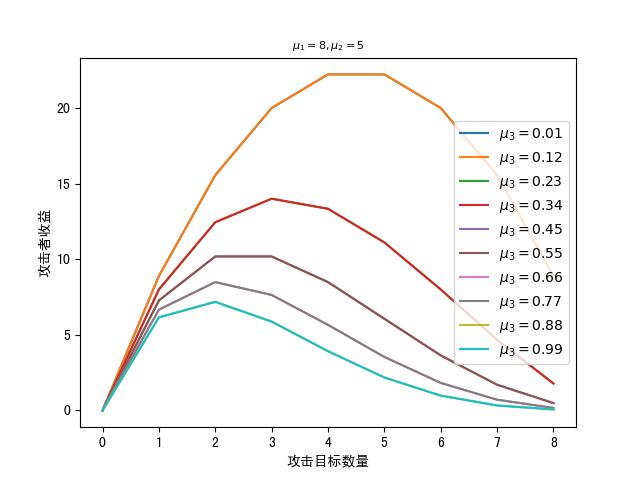 μ₁ = 8, μ₂ = 5
攻击者收益
20
15
10
5
0
μ₃ = 0.01
μ₃ = 0.12
μ₃ = 0.23
μ₃ = 0.34
μ₃ = 0.45
μ₃ = 0.55
μ₃ = 0.66
μ₃ = 0.77
μ₃ = 0.88
μ₃ = 0.99
0 1 2 3 4 5 6 7 8
攻击目标数量